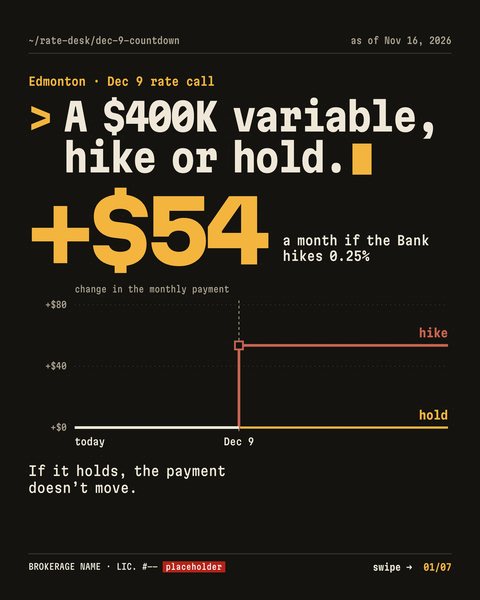 ~/rate-desk/dec-9-countdown
as of Nov 16, 2026
Edmonton · Dec 9 rate call
> A $400K variable,
hike or hold.
+$54
a month if the Bank
hikes 0.25%
change in the monthly payment
+$80
hike
+$40
hold
+$0
today
Dec 9
If it holds, the payment
doesn’t move.
BROKERAGE NAME · LIC. #—— placeholder
swipe → 01/07